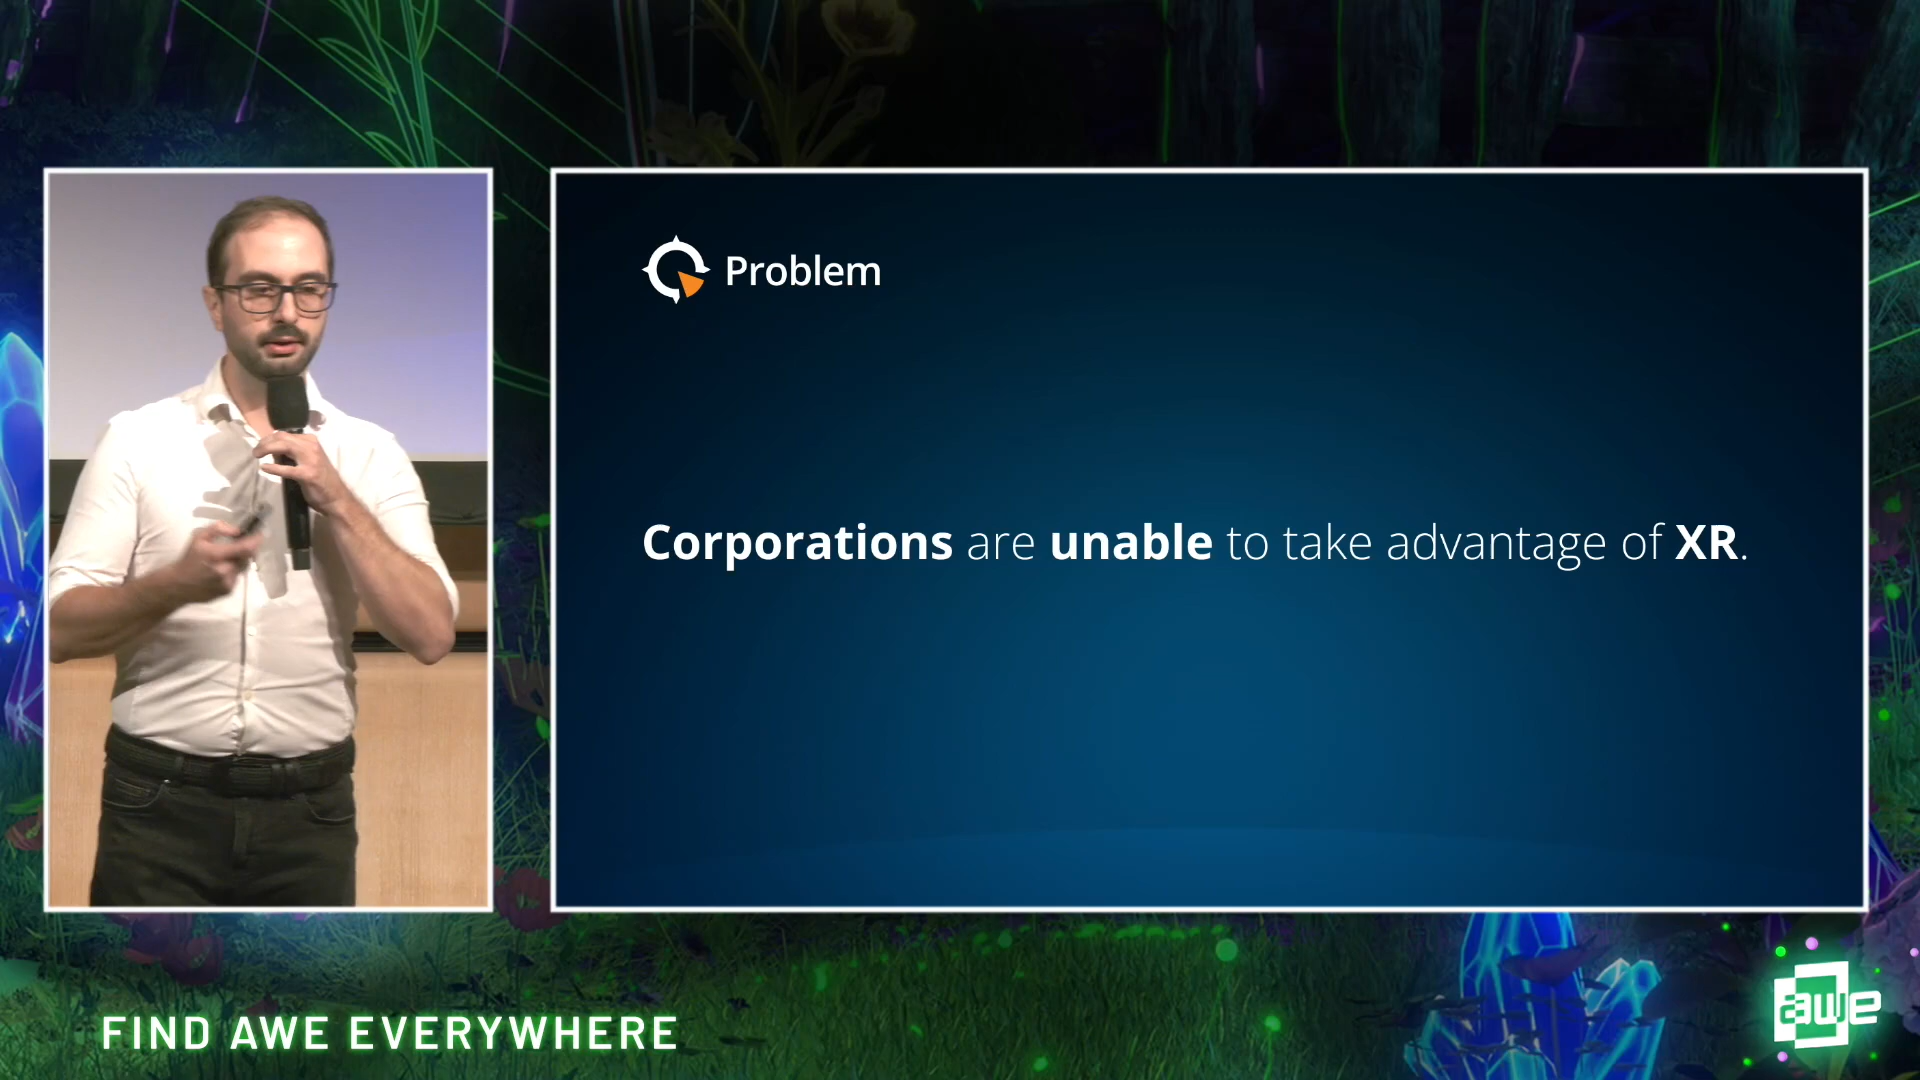 Problem
Corporations are unable to take advantage of XR.
FIND AWE EVERYWHERE
awe